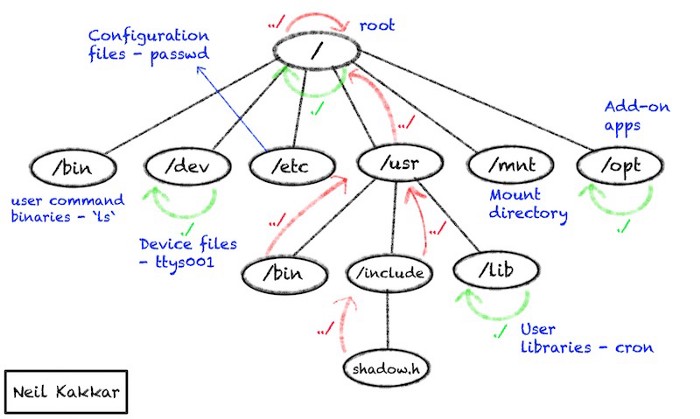 ../
root
Configuration
files - passwd
/
./
../
Add-on
apps
/bin
/dev
/etc
/usr
/mnt
/opt
user command
binaries - `ls`
./
../
Mount
directory
./
Device files
- ttys001
../
/bin
/include
/lib
../
./
User
libraries - cron
shadow.h
Neil Kakkar